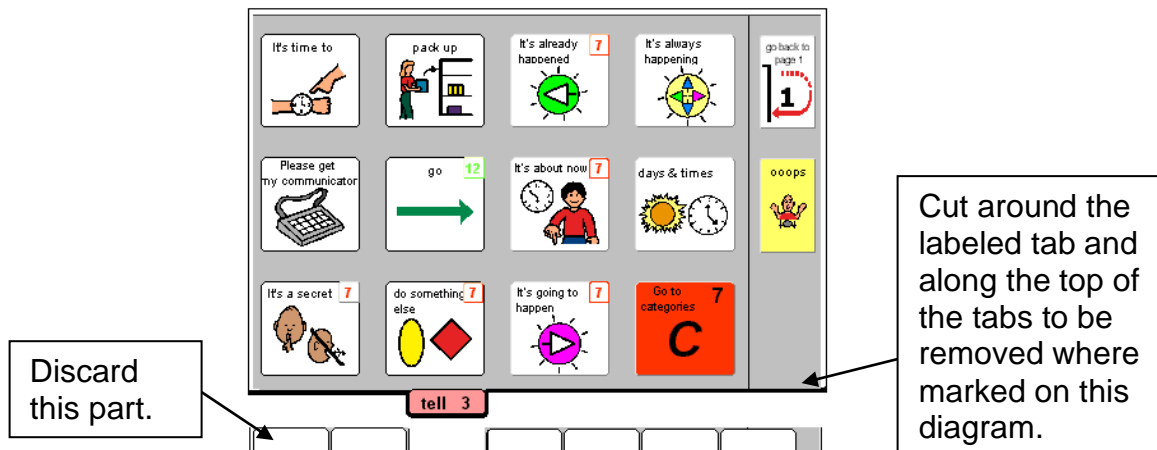 It's time to
pack up
It's already 7
happened
It's always
happening
go back to
page 1
1
Please get
my communicator
go 12
It's about now 7
days & times
ooops
It's a secret 7
do something 7
else
It's going to 7
happen
Go to 7
categories
C
tell 3
Discard
this part.
Cut around the
labeled tab and
along the top of
the tabs to be
removed where
marked on this
diagram.